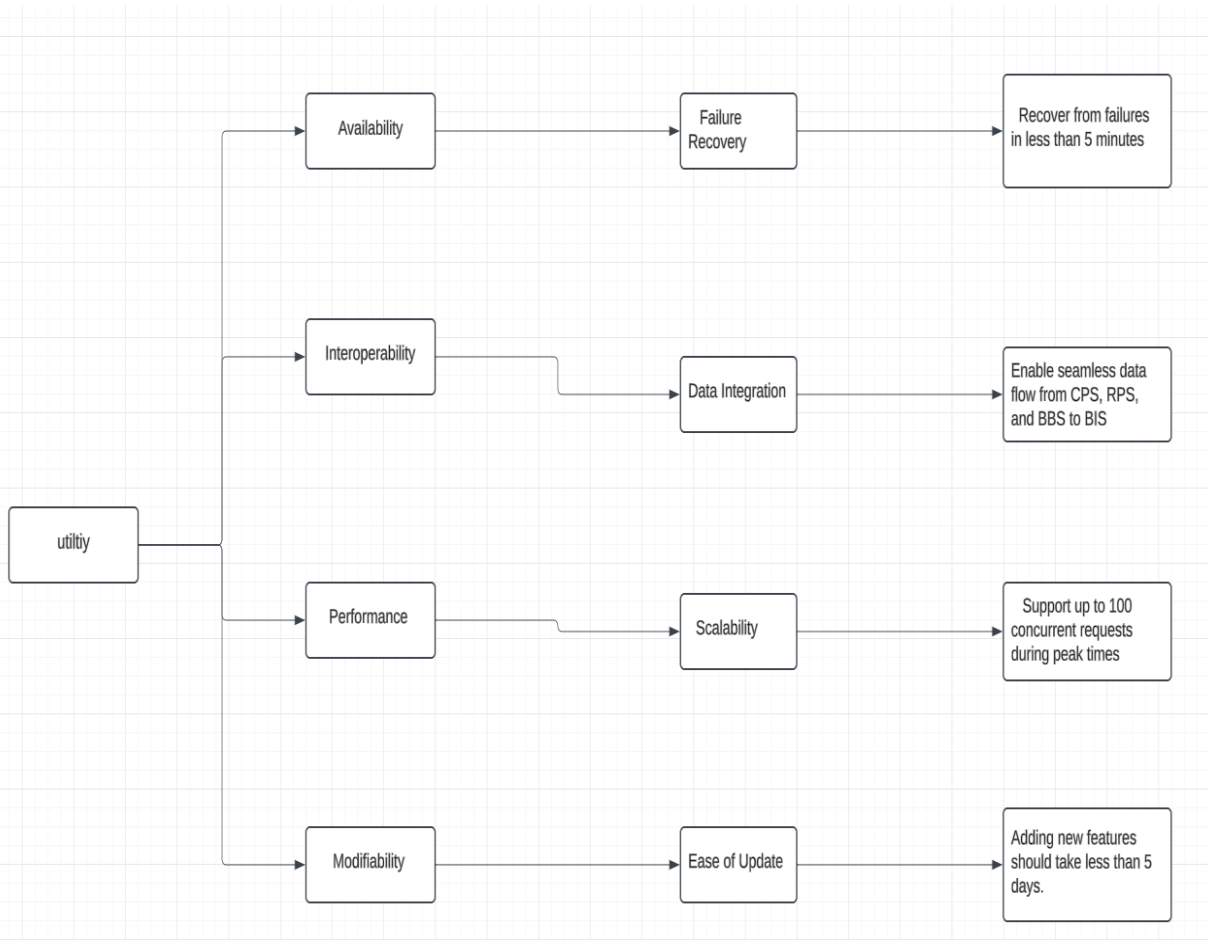 Availability
Failure
Recovery
Recover from failures
in less than 5 minutes
Interoperability
Data Integration
Enable seamless data
flow from CPS, RPS,
and BBS to BIS
utiltiy
Performance
Scalability
Support up to 100
concurrent requests
during peak times
Modifiability
Ease of Update
Adding new features
should take less than 5
days.